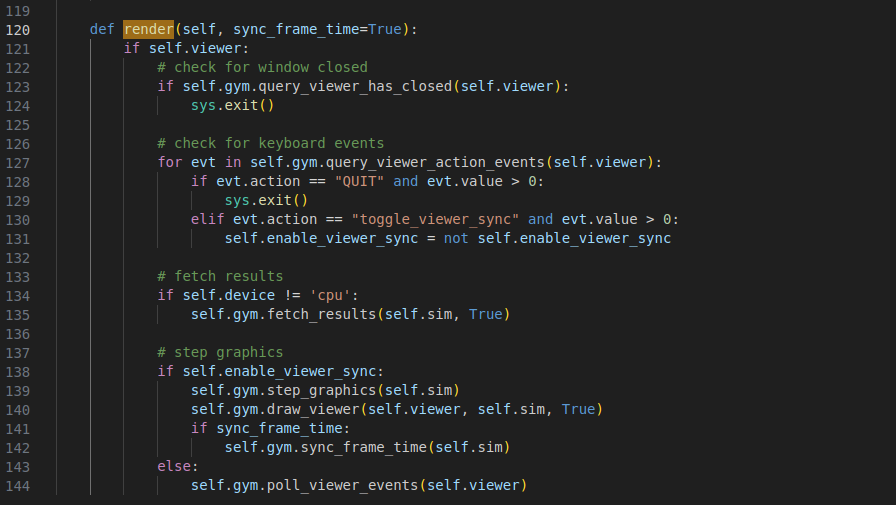 119
120 def render(self, sync_frame_time=True):
121 if self.viewer:
122 # check for window closed
123 if self.gym.query_viewer_has_closed(self.viewer):
124 sys.exit()
125
126 # check for keyboard events
127 for evt in self.gym.query_viewer_action_events(self.viewer):
128 if evt.action == "QUIT" and evt.value > 0:
129 sys.exit()
130 elif evt.action == "toggle_viewer_sync" and evt.value > 0:
131 self.enable_viewer_sync = not self.enable_viewer_sync
132
133 # fetch results
134 if self.device != 'cpu':
135 self.gym.fetch_results(self.sim, True)
136
137 # step graphics
138 if self.enable_viewer_sync:
139 self.gym.step_graphics(self.sim)
140 self.gym.draw_viewer(self.viewer, self.sim, True)
141 if sync_frame_time:
142 self.gym.sync_frame_time(self.sim)
143 else:
144 self.gym.poll_viewer_events(self.viewer)